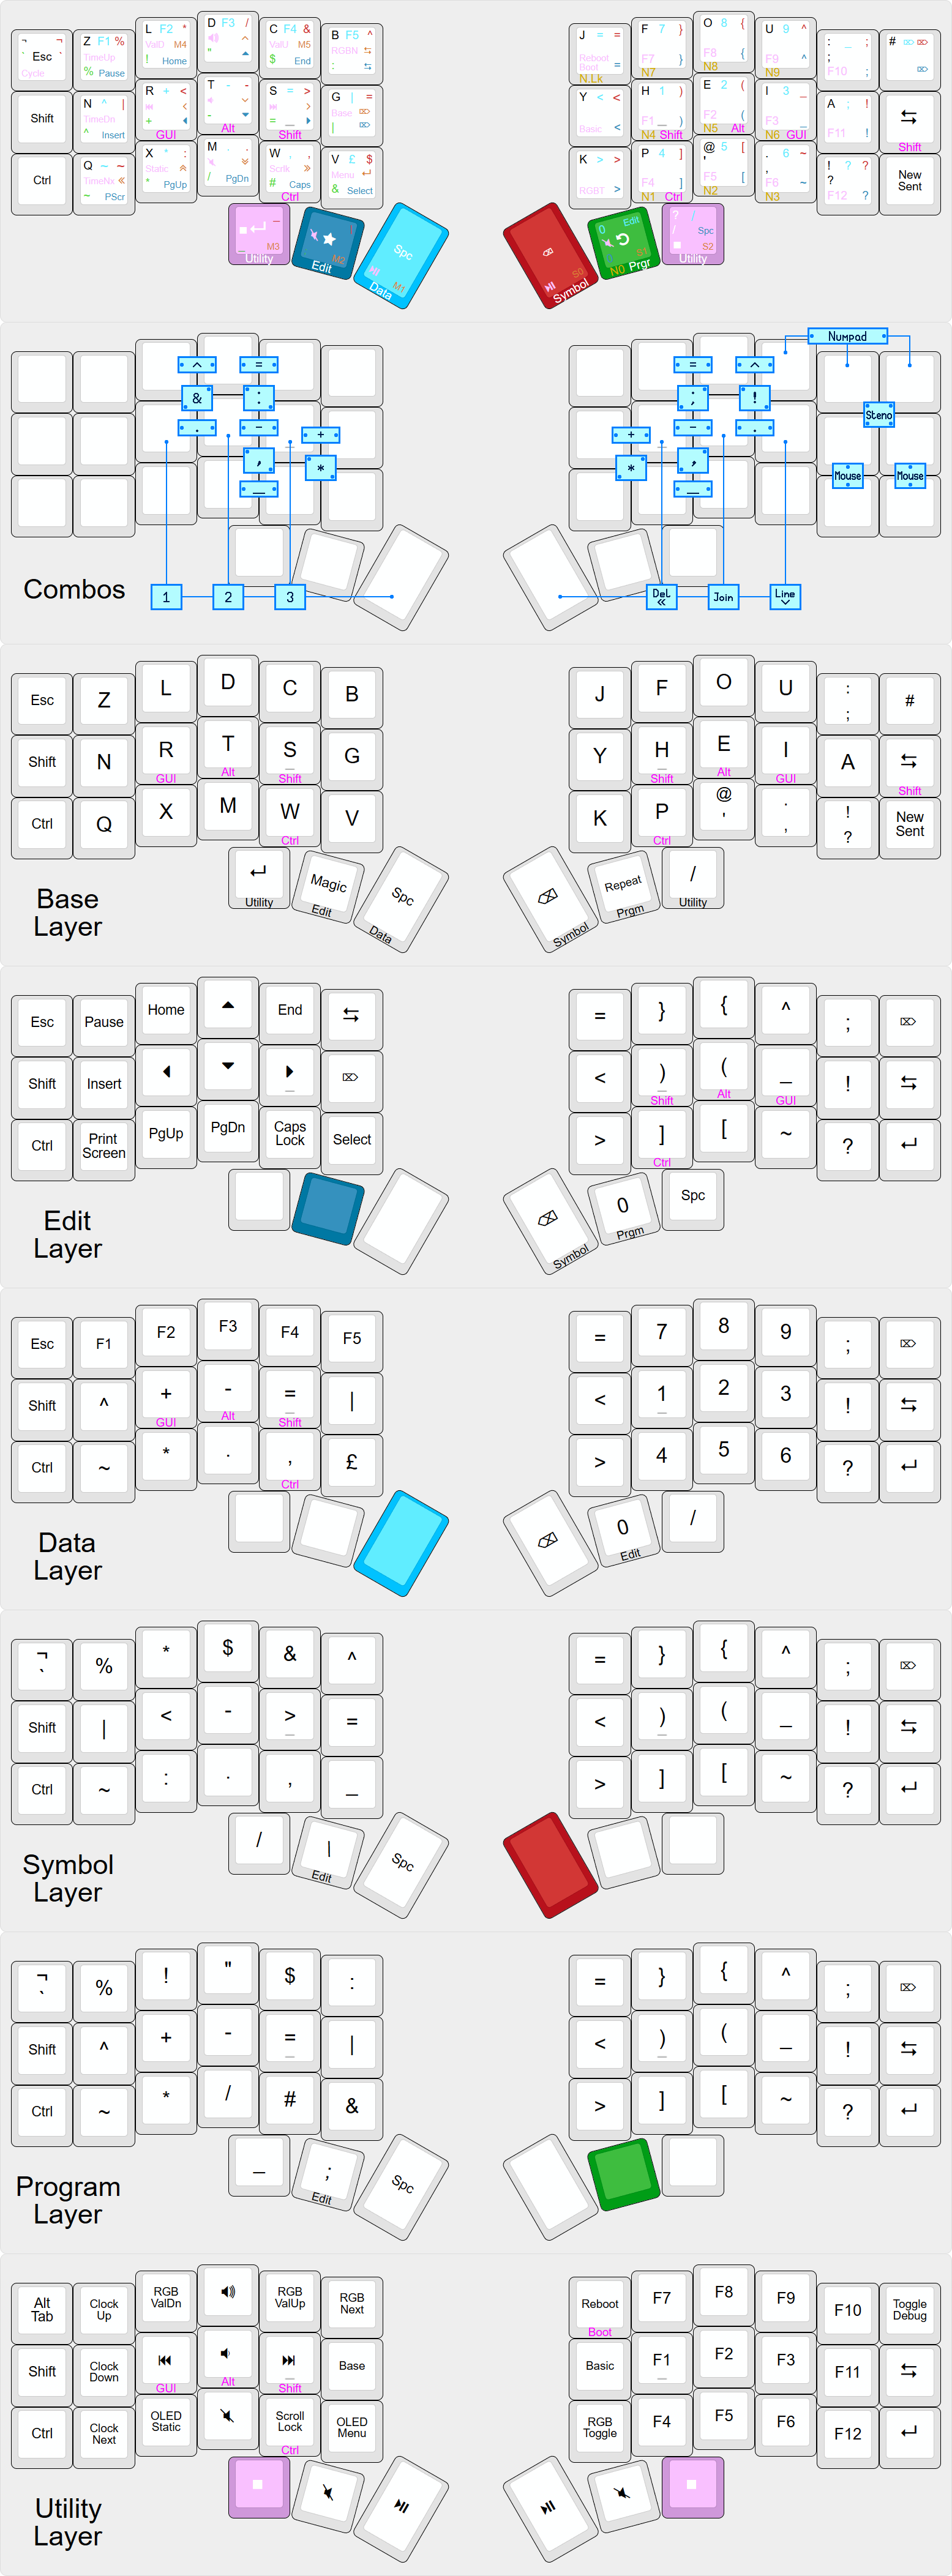 ¬ ¬ Z F1 % L F2 * D F3 / C F4 & B F5 ^ J = = F 7 } O 8 { U 9 ^ : _ ; #
Esc TimeUp ValD M4 ValU M5 RGBN Reboot F7 } F8 { F9 ^ ; F10 ;
Cycle % Pause ! Home " $ End : Boot = N7 N8 N9
N.Lk
Shift N ^ | R + < T - - S = > G | = Y < < H 1 ) E 2 ( I 3 _ A ; !
TimeDn Base Basic < F1 _ ) F2 ( F3 _ F11 !
^ Insert + GUI - Alt = _ Shift | N4 Shift N5 Alt N6 GUI Shift
Ctrl Q ~ ~ X * : M . . W , , V £ $ K > > P 4 ] @ 5 [ . 6 ~ ! ? ? New
TimeNx Static Scrlk Menu RGBT > F4 ] ' F5 [ , F6 ~ ? F12 ? Sent
~ PScr * PgUp / PgDn # Caps & Select N1 Ctrl N2 N3
Ctrl
_ M3 M2 Spc M1 S0 0 Edit ? / / Spc S2
Utility Edit Data Symbol N0 Prgr Utility
Numpad
^ = = ^
& : ; ! Steno
. - + + - .
, * * , Mouse Mouse
_ _
Combos 1 2 3 Del Join Line
Esc Z L D C B J F O U : ; #
Shift N R T S G Y H E I A
GUI Alt Shift Shift Alt GUI Shift
Ctrl Q X M W V K P @ ' . , ! ? New Sent
Ctrl Ctrl
Magic Spc Repeat /
Utility Edit Data Symbol Prgm Utility
Base
Layer
Esc Pause Home End = } { ^ ;
Shift Insert < ) ( _ !
Shift Alt GUI
Ctrl Print Screen PgUp PgDn Caps Lock Select > ] [ ~ ?
Ctrl
0 Spc
Symbol Prgm
Edit
Layer
Esc F1 F2 F3 F4 F5 = 7 8 9 ;
Shift ^ + - = | < 1 2 3 !
GUI Alt Shift
Ctrl ~ * . , £ > 4 5 6 ?
Ctrl
0 /
Edit
Data
Layer
¬ ` % * $ & ^ = } { ^ ;
Shift | < - > = < ) ( _ !
Ctrl ~ : . , _ > ] [ ~ ?
/ | Spc
Edit
Symbol
Layer
¬ ` % ! " $ : = } { ^ ;
Shift ^ + - = | < ) ( _ !
Ctrl ~ * / # & > ] [ ~ ?
_ ; Spc
Edit
Program
Layer
Alt Tab Clock Up RGB ValDn RGB ValUp RGB Next Reboot F7 F8 F9 F10 Toggle Debug
Boot
Shift Clock Down Base Basic F1 F2 F3 F11
GUI Alt Shift
Ctrl Clock Next OLED Static Scroll Lock OLED Menu RGB Toggle F4 F5 F6 F12
Ctrl
Utility
Layer